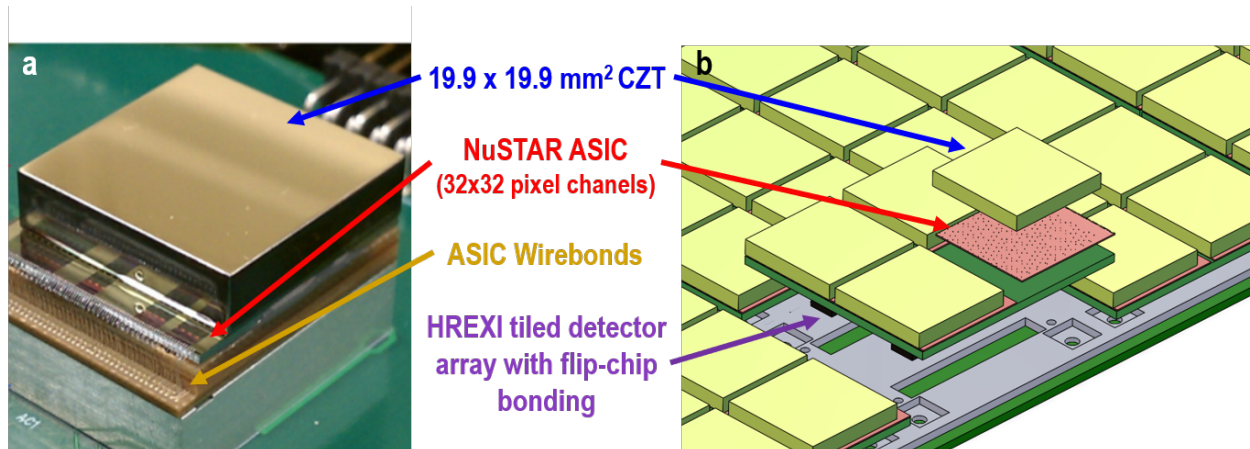 a
b
19.9 x 19.9 mm² CZT
NuSTAR ASIC
(32x32 pixel chanels)
ASIC Wirebonds
HREXI tiled detector
array with flip-chip
bonding
AC1